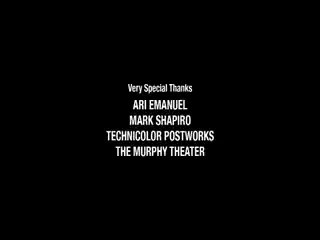 Very Special Thanks
ARI EMANUEL
MARK SHAPIRO
TECHNICOLOR POSTWORKS
THE MURPHY THEATER